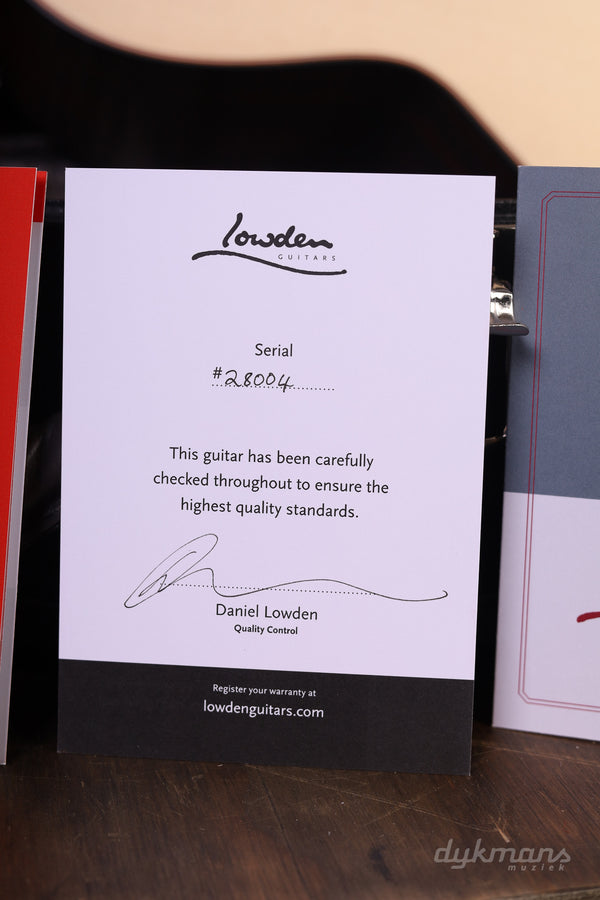 lowden
GUITARS
Serial
#28004
This guitar has been carefully
checked throughout to ensure the
highest quality standards.
Daniel Lowden
Quality Control
Register your warranty at
lowdenguitars.com
dykmans
muziek